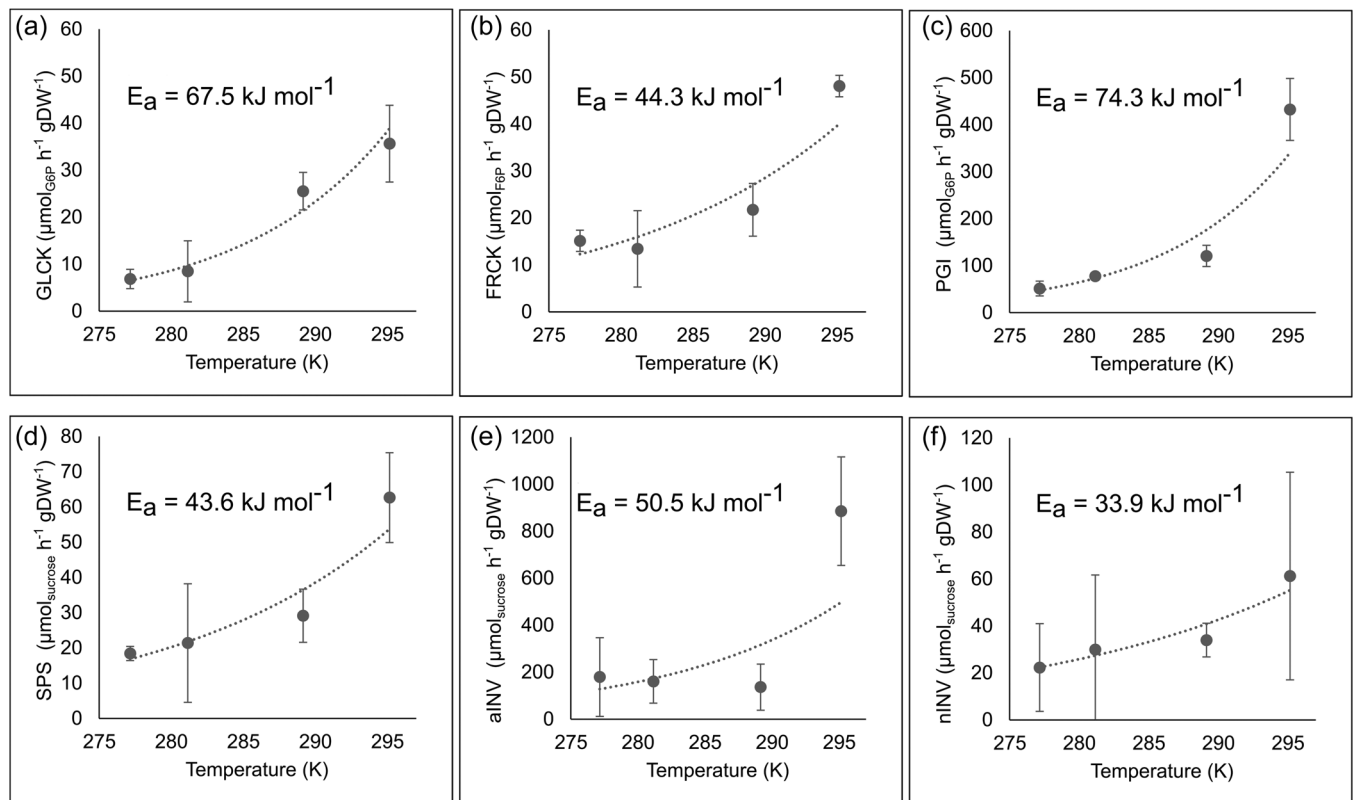 (a)
Eₐ = 67.5 kJ mol⁻¹
GLCK (µmol_G6P h⁻¹ gDW⁻¹)
60
50
40
30
20
10
0
275 280 285 290 295
Temperature (K)
(b)
Eₐ = 44.3 kJ mol⁻¹
FRCK (µmol_F6P h⁻¹ gDW⁻¹)
60
50
40
30
20
10
0
275 280 285 290 295
Temperature (K)
(c)
Eₐ = 74.3 kJ mol⁻¹
PGI (µmol_G6P h⁻¹ gDW⁻¹)
600
500
400
300
200
100
0
275 280 285 290 295
Temperature (K)
(d)
Eₐ = 43.6 kJ mol⁻¹
SPS (µmol_sucrose h⁻¹ gDW⁻¹)
80
70
60
50
40
30
20
10
0
275 280 285 290 295
Temperature (K)
(e)
Eₐ = 50.5 kJ mol⁻¹
aINV (µmol_sucrose h⁻¹ gDW⁻¹)
1200
1000
800
600
400
200
0
275 280 285 290 295
Temperature (K)
(f)
Eₐ = 33.9 kJ mol⁻¹
nINV (µmol_sucrose h⁻¹ gDW⁻¹)
120
100
80
60
40
20
0
275 280 285 290 295
Temperature (K)